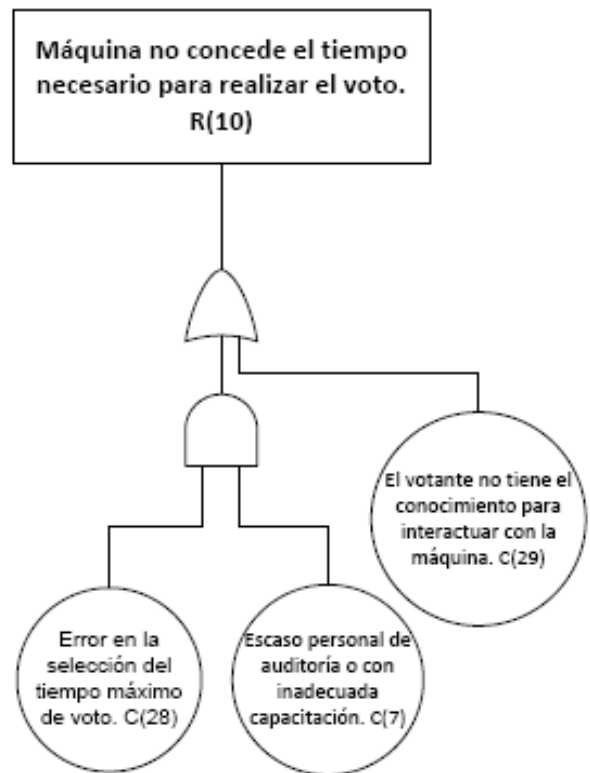 Máquina no concede el tiempo
necesario para realizar el voto.
R(10)
El votante no tiene el
conocimiento para
interactuar con la
máquina. C(29)
Error en la
selección del
tiempo máximo
de voto. C(28)
Escaso personal de
auditoría o con
inadecuada
capacitación. C(7)